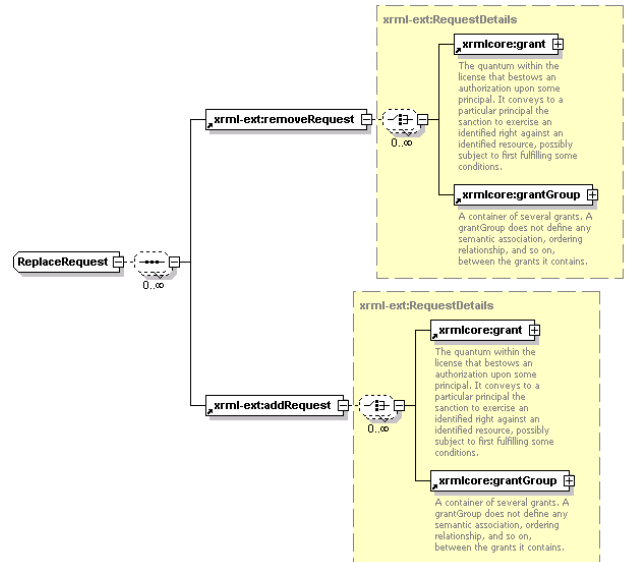 xrml-ext:RequestDetails
xrmlcore:grant
The quantum within the
license that bestows an
authorization upon some
principal. It conveys to a
particular principal the
sanction to exercise an
identified right against an
identified resource, possibly
subject to first fulfilling some
conditions.
xrml-ext:removeRequest
0..∞
xrmlcore:grantGroup
A container of several grants. A
grantGroup does not define any
semantic association, ordering
relationship, and so on,
between the grants it contains.
ReplaceRequest
0..∞
xrml-ext:RequestDetails
xrmlcore:grant
The quantum within the
license that bestows an
authorization upon some
principal. It conveys to a
particular principal the
sanction to exercise an
identified right against an
identified resource, possibly
subject to first fulfilling some
conditions.
xrml-ext:addRequest
0..∞
xrmlcore:grantGroup
A container of several grants. A
grantGroup does not define any
semantic association, ordering
relationship, and so on,
between the grants it contains.